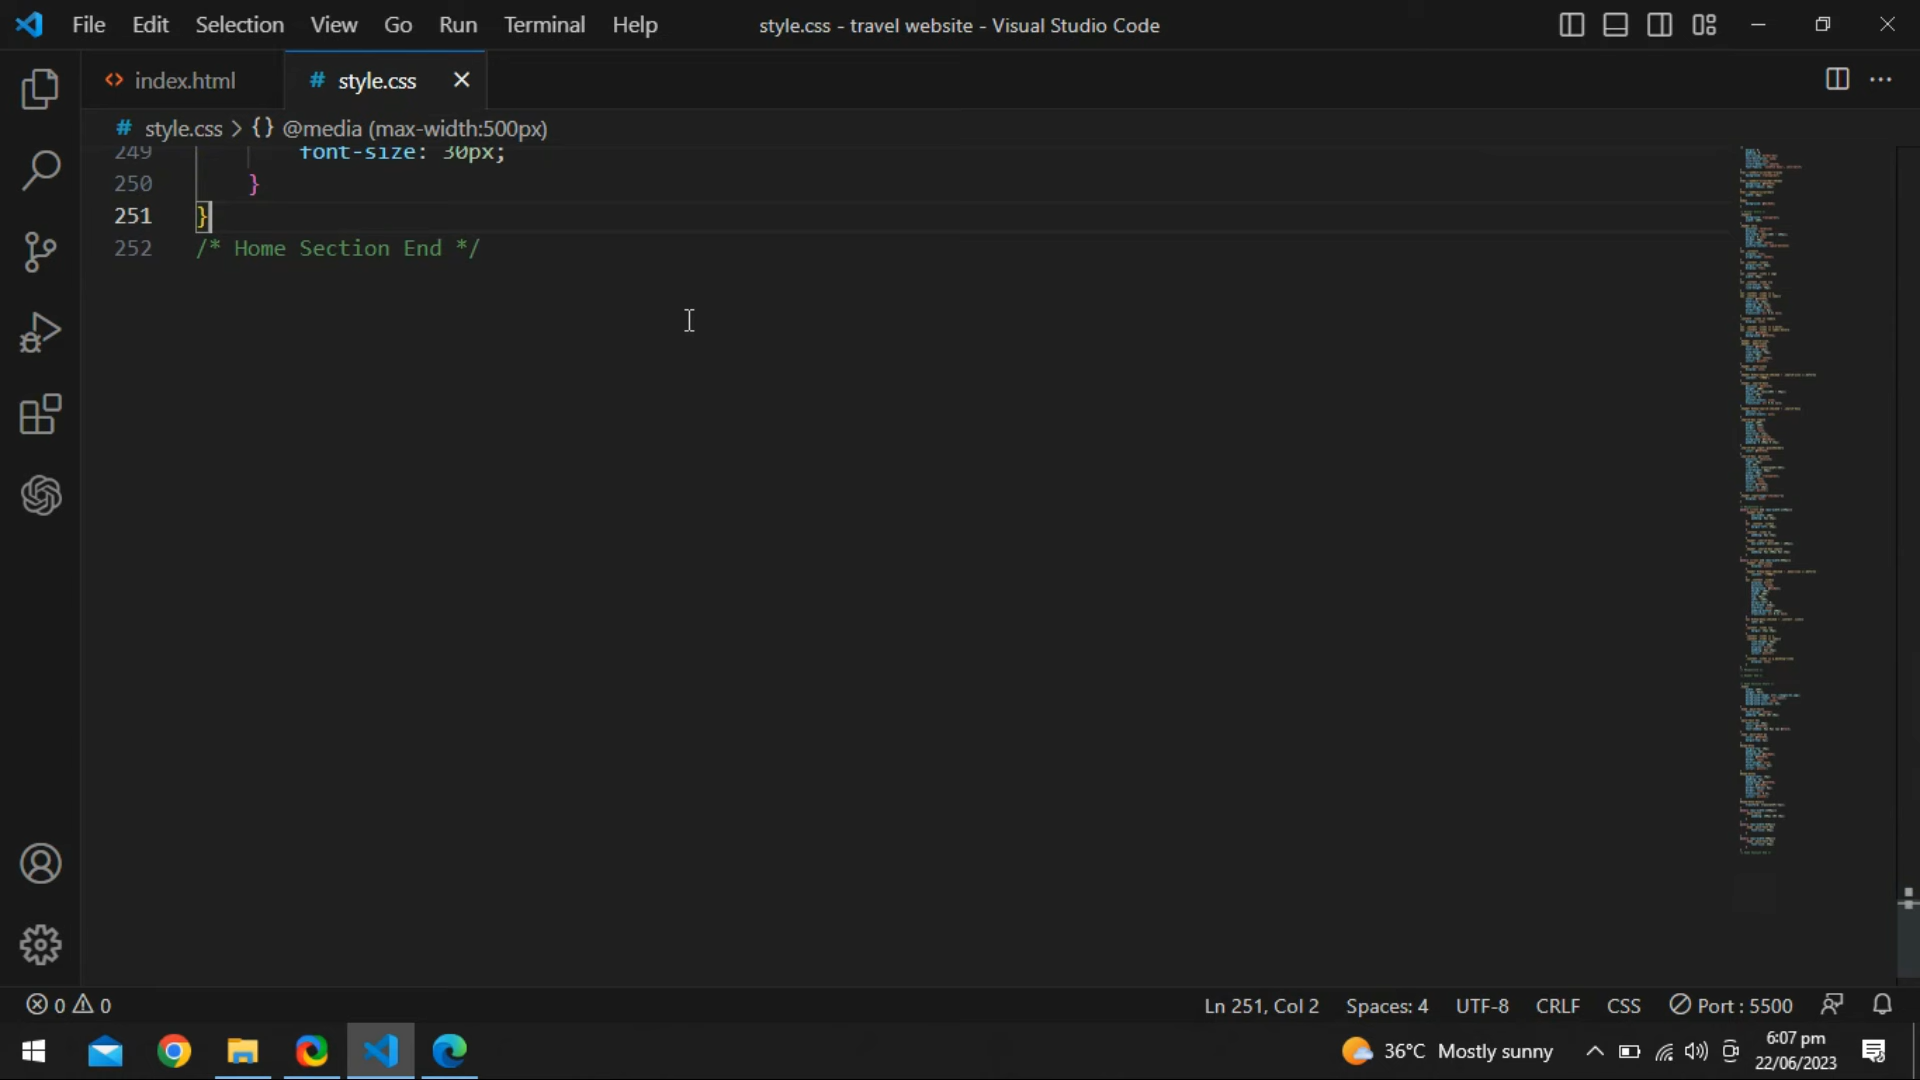 File Edit Selection View Go Run Terminal Help style.css - travel website - Visual Studio Code
<> index.html # style.css
# style.css > {} @media (max-width:500px)
249 font-size: 30px;
250 }
251 }
252 /* Home Section End */
0 0 Ln 251, Col 2 Spaces: 4 UTF-8 CRLF CSS Port : 5500
36°C Mostly sunny 6:07 pm
22/06/2023